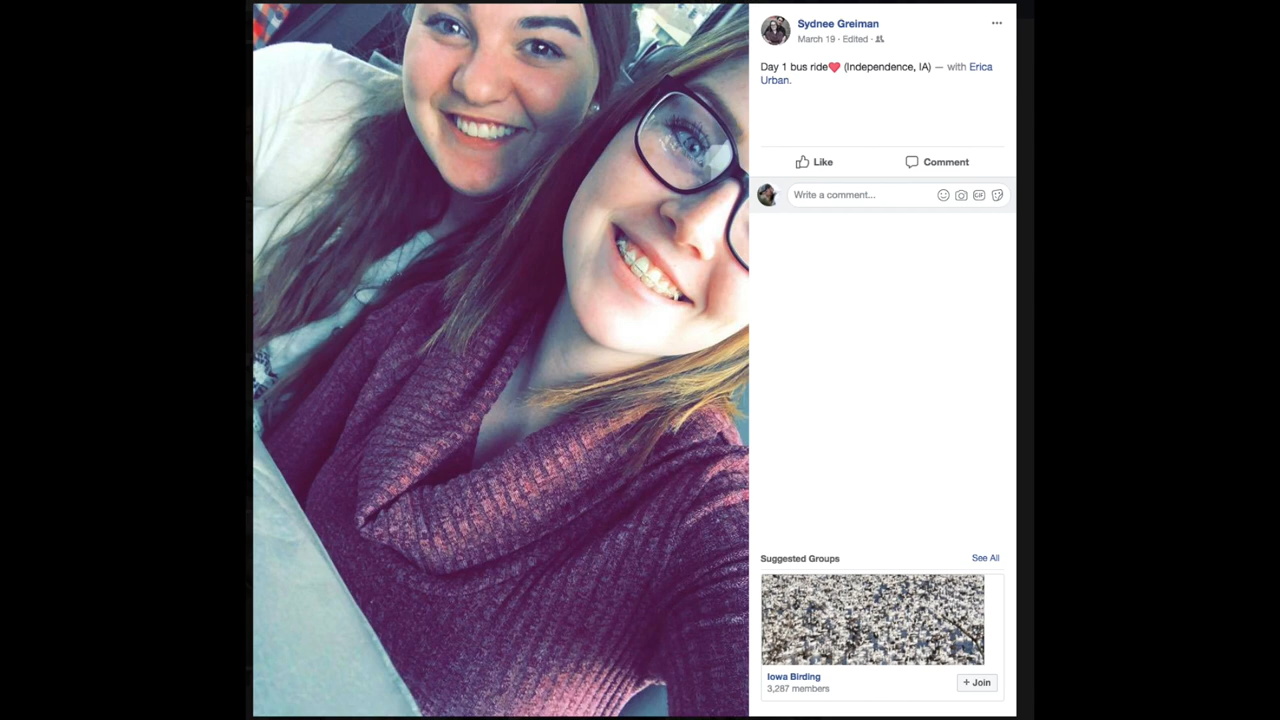 Sydnee Greiman
March 19 · Edited ·
Day 1 bus ride❤️ (Independence, IA) — with Erica
Urban.
Like Comment
Write a comment...
GIF
Suggested Groups See All
Iowa Birding
3,287 members
+ Join